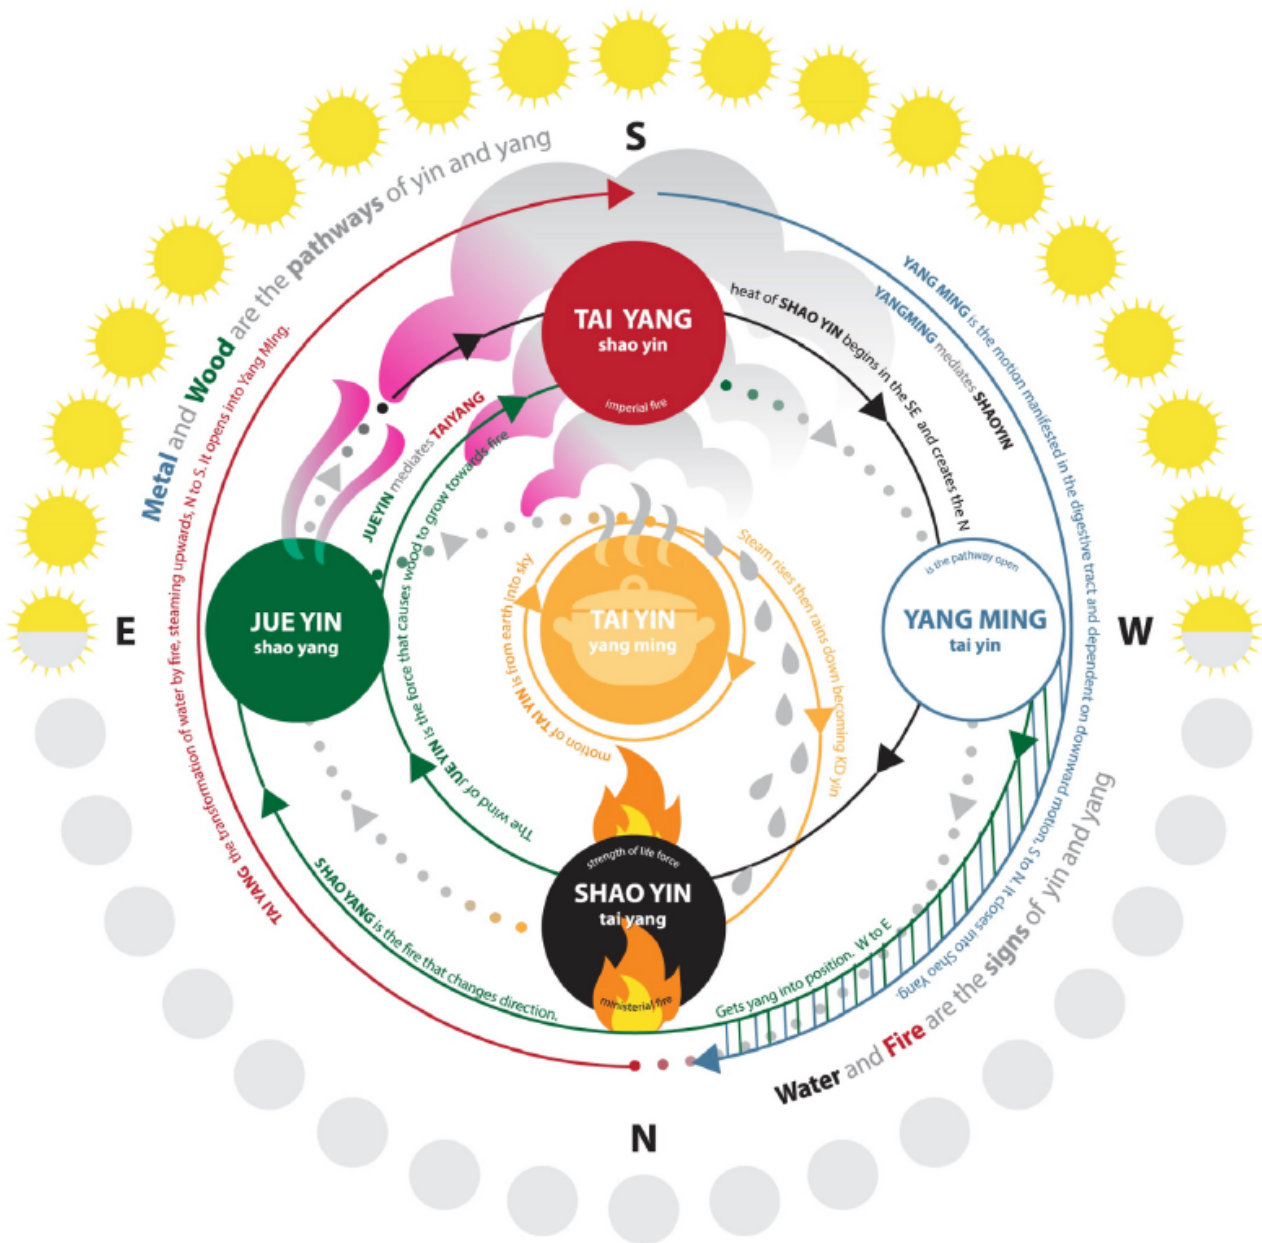 S
Metal and Wood are the pathways of yin and yang
TAI YANG the transformation of water by fire, steaming upwards, N to S. It opens into Yang Ming.
YANG MING is the motion manifested in the digestive tract and dependent on downward motion. S to N. It closes into Shao Yang.
YANGMING mediates SHAOYIN
heat of SHAO YIN begins in the SE and creates the N
TAI YANG
shao yin
imperial fire
JUEYIN mediates TAIYANG
The wind of JUE YIN is the force that causes wood to grow towards fire
E
JUE YIN
shao yang
motion of TAI YIN is from earth into sky
TAI YIN
yang ming
Steam rises then rains down becoming KD yin
is the pathway open
YANG MING
tai yin
W
strength of life force
SHAO YIN
tai yang
ministerial fire
SHAO YANG is the fire that changes direction.
Gets yang into position. W to E
Water and Fire are the signs of yin and yang
N